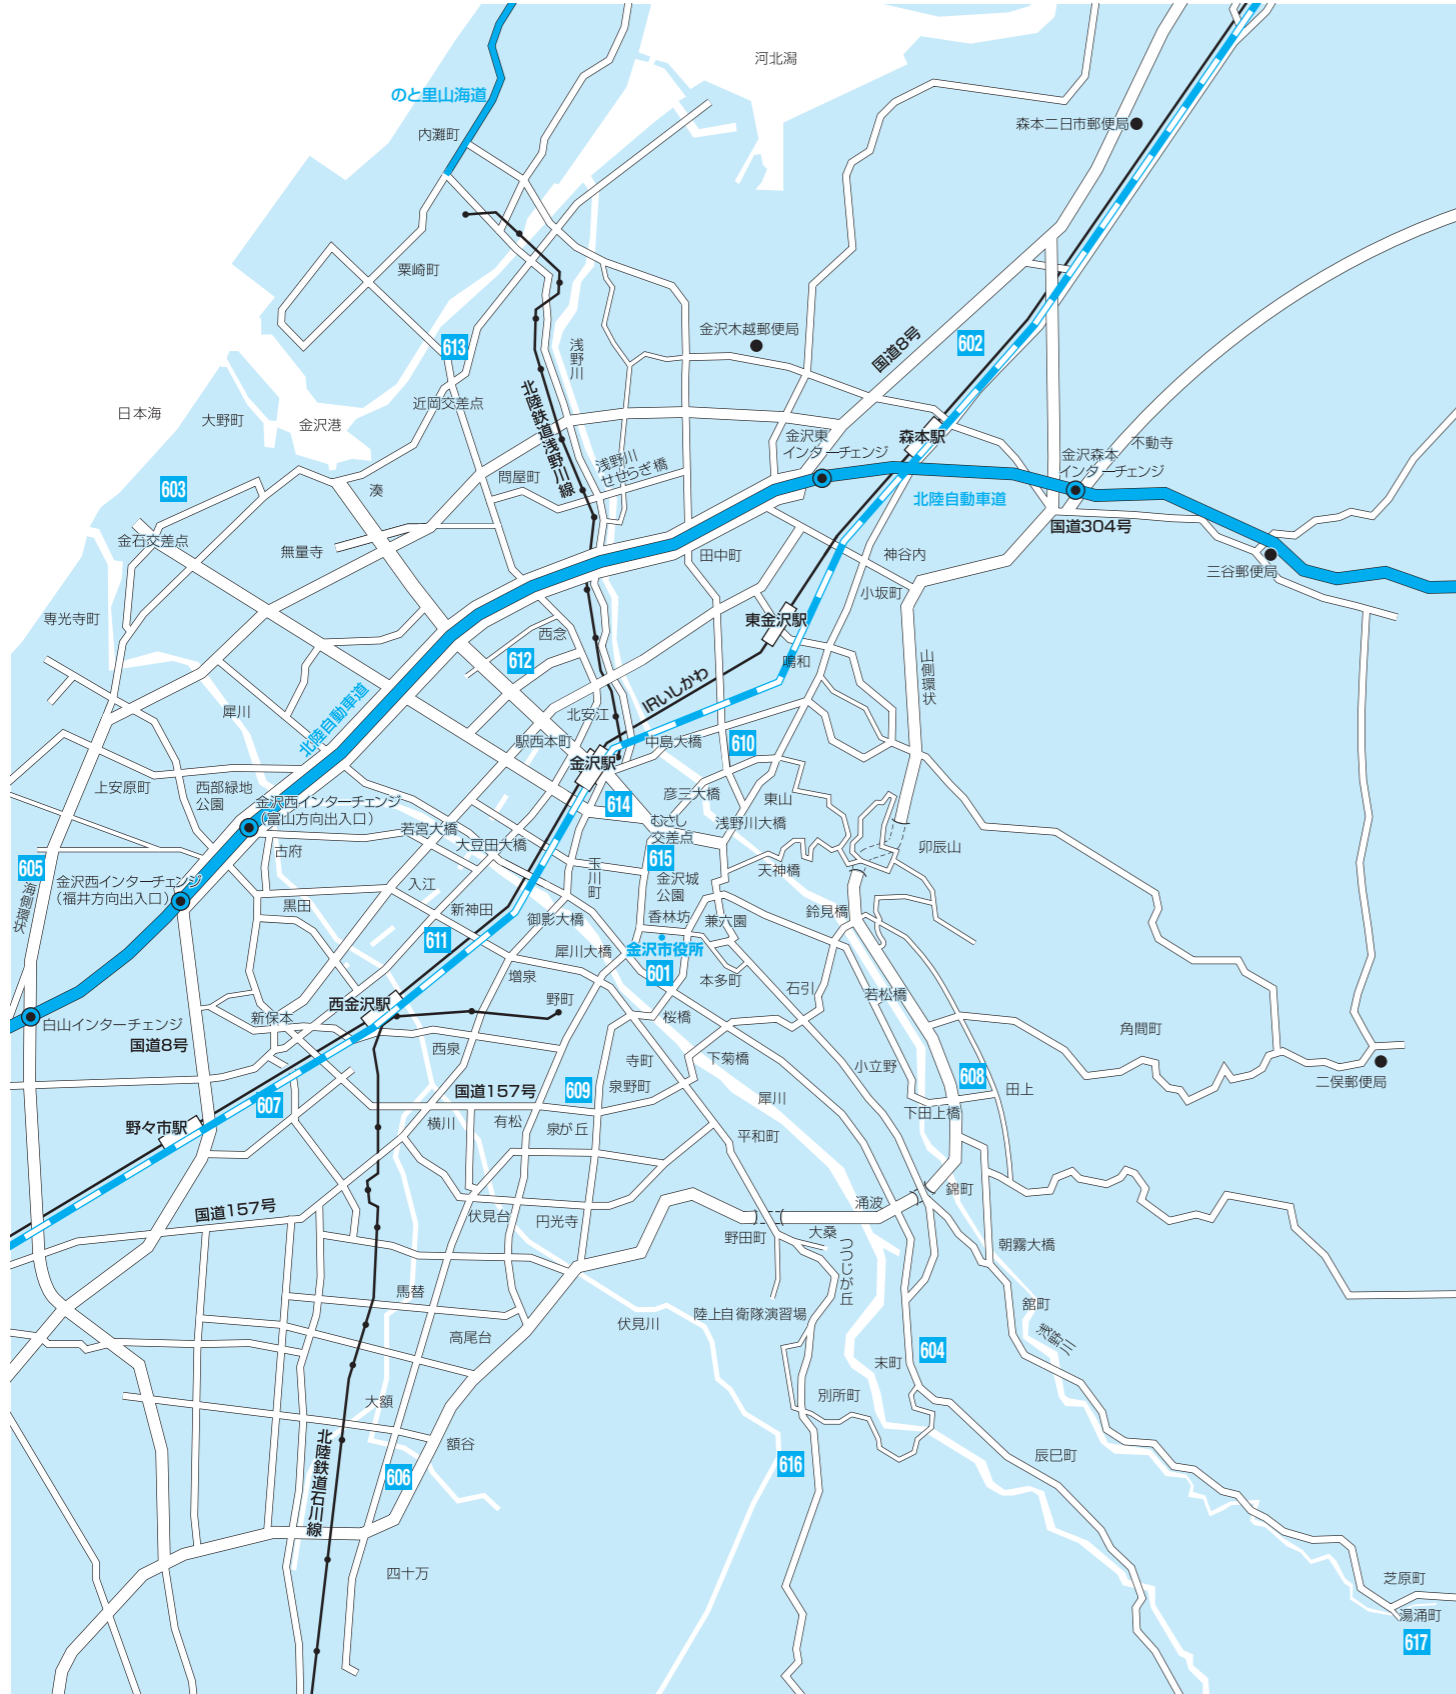 河北潟
のと里山海道
内灘町
森本二日市郵便局
粟崎町
金沢木越郵便局
国道8号
602
613
浅野川
北陸鉄道浅野川線
日本海
大野町
金沢港
近岡交差点
金沢東
インターチェンジ
森本駅
金沢森本
インターチェンジ
不動寺
603
湊
問屋町
浅野川
せせらぎ橋
北陸自動車道
国道304号
金石交差点
無量寺
田中町
神谷内
三谷郵便局
小坂町
専光寺町
西念
612
東金沢駅
鳴和
山側環状
IRいしかわ
犀川
北陸自動車道
北安江
駅西本町
中島大橋
610
金沢駅
上安原町
西部緑地
公園
金沢西インターチェンジ
(富山方向出入口)
614
彦三大橋
東山
むさし
交差点
浅野川大橋
若宮大橋
大豆田大橋
古府
615
天神橋
卯辰山
605
海側環状
金沢西インターチェンジ
(福井方向出入口)
入江
玉川町
金沢城
公園
黒田
新神田
御影大橋
香林坊
兼六園
鈴見橋
611
犀川大橋
金沢市役所
601
増泉
本多町
石引
若松橋
西金沢駅
野町
白山インターチェンジ
新保本
桜橋
角間町
国道8号
西泉
寺町
下菊橋
小立野
二俣郵便局
国道157号
609
泉野町
608
田上
607
犀川
下田上橋
野々市駅
横川
有松
泉が丘
平和町
国道157号
伏見台
円光寺
涌波
錦町
野田町
大桑
つつじが丘
朝霧大橋
馬替
陸上自衛隊演習場
舘町
浅野川
高尾台
伏見川
末町
604
大額
別所町
北陸鉄道石川線
額谷
606
616
辰巳町
四十万
芝原町
湯涌町
617